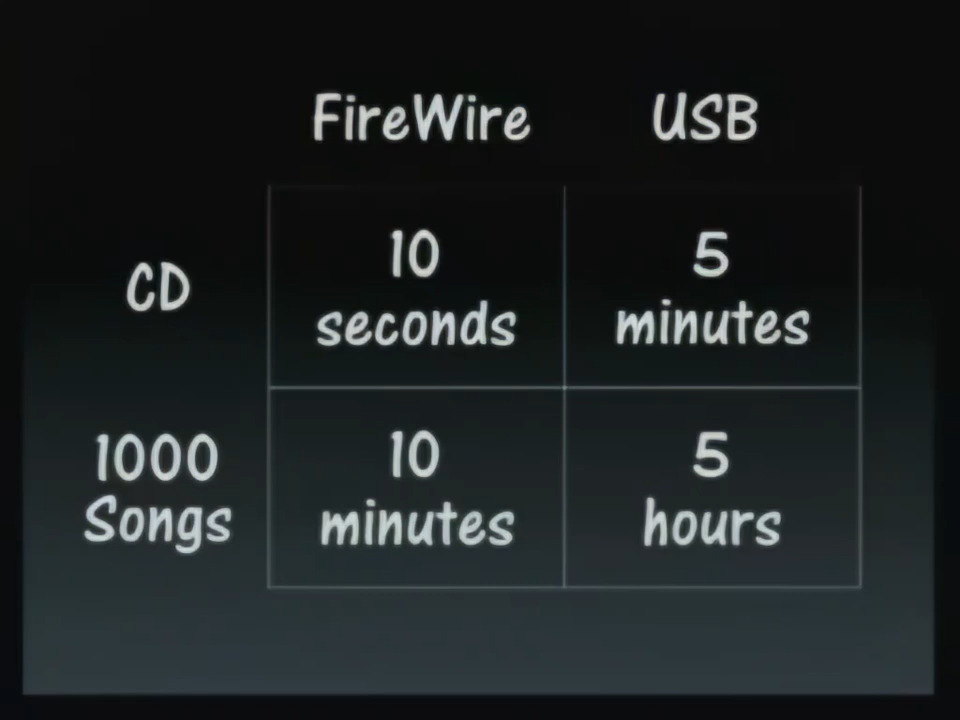 FireWire USB
CD
10
seconds
5
minutes
1000
Songs
10
minutes
5
hours